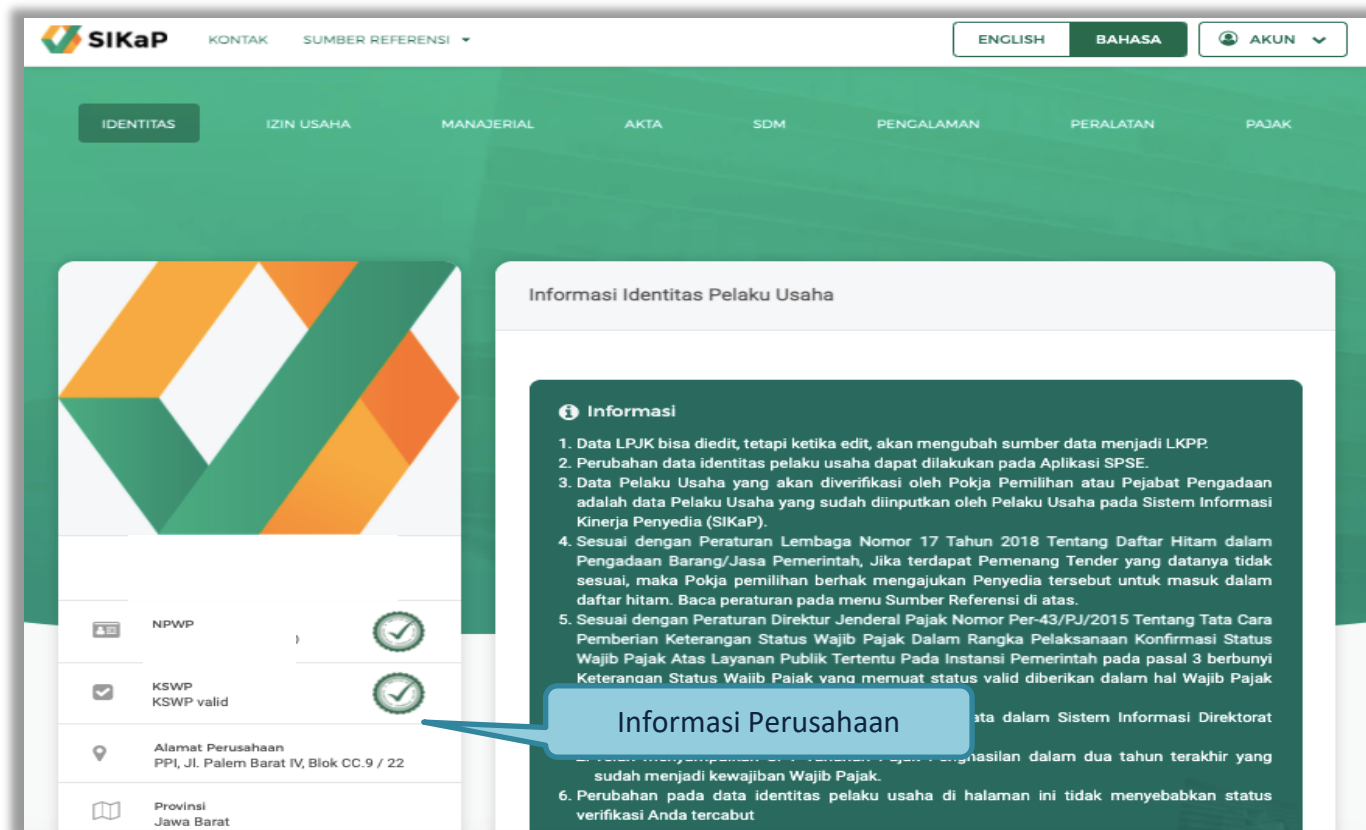 SIKaP KONTAK SUMBER REFERENSI ENGLISH BAHASA AKUN
IDENTITAS IZIN USAHA MANAJERIAL AKTA SDM PENGALAMAN PERALATAN PAJAK
NPWP
KSWP
KSWP valid
Alamat Perusahaan
PPI, Jl. Palem Barat IV, Blok CC.9 / 22
Provinsi
Jawa Barat
Informasi Identitas Pelaku Usaha
Informasi
1. Data LPJK bisa diedit, tetapi ketika edit, akan mengubah sumber data menjadi LKPP.
2. Perubahan data identitas pelaku usaha dapat dilakukan pada Aplikasi SPSE.
3. Data Pelaku Usaha yang akan diverifikasi oleh Pokja Pemilihan atau Pejabat Pengadaan
adalah data Pelaku Usaha yang sudah diinputkan oleh Pelaku Usaha pada Sistem Informasi
Kinerja Penyedia (SIKaP).
4. Sesuai dengan Peraturan Lembaga Nomor 17 Tahun 2018 Tentang Daftar Hitam dalam
Pengadaan Barang/Jasa Pemerintah, Jika terdapat Pemenang Tender yang datanya tidak
sesuai, maka Pokja pemilihan berhak mengajukan Penyedia tersebut untuk masuk dalam
daftar hitam. Baca peraturan pada menu Sumber Referensi di atas.
5. Sesuai dengan Peraturan Direktur Jenderal Pajak Nomor Per-43/PJ/2015 Tentang Tata Cara
Pemberian Keterangan Status Wajib Pajak Dalam Rangka Pelaksanaan Konfirmasi Status
Wajib Pajak Atas Layanan Publik Tertentu Pada Instansi Pemerintah pada pasal 3 berbunyi
Keterangan Status Wajib Pajak yang memuat status valid diberikan dalam hal Wajib Pajak
Informasi Perusahaan
dalam Sistem Informasi Direktorat
dalam dua tahun terakhir yang
sudah menjadi kewajiban Wajib Pajak.
6. Perubahan pada data identitas pelaku usaha di halaman ini tidak menyebabkan status
verifikasi Anda tercabut